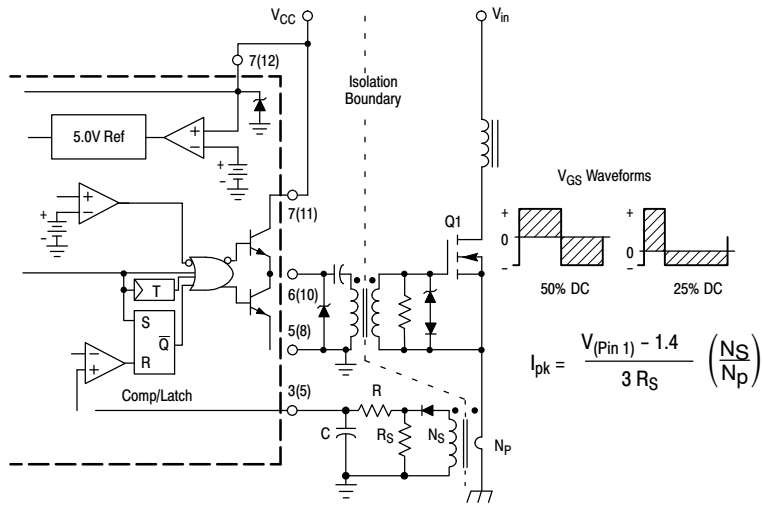 V_CC
V_in
7(12)
Isolation
Boundary
5.0V Ref
+
−
+
−
+
−
+
−
7(11)
Q1
V_GS Waveforms
+
0
−
+
0
−
50% DC
25% DC
T
6(10)
S
Q̅
R
5(8)
−
+
Comp/Latch
3(5)
R
C
R_S
N_S
N_P
I_pk = V_(Pin 1) − 1.4 / 3 R_S (N_S / N_p)